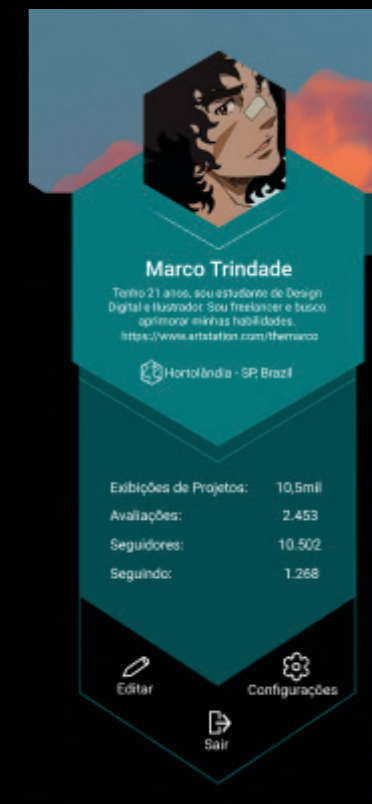 Marco Trindade
Tenho 21 anos, sou estudante de Design
Digital e Ilustrador. Sou freelancer e busco
aprimorar minhas habilidades.
https://www.artstation.com/themarco
Hortolândia - SP, Brazil
Exibições de Projetos: 10,5mil
Avaliações: 2.453
Seguidores: 10.502
Seguindo: 1.268
Editar
Configurações
Sair